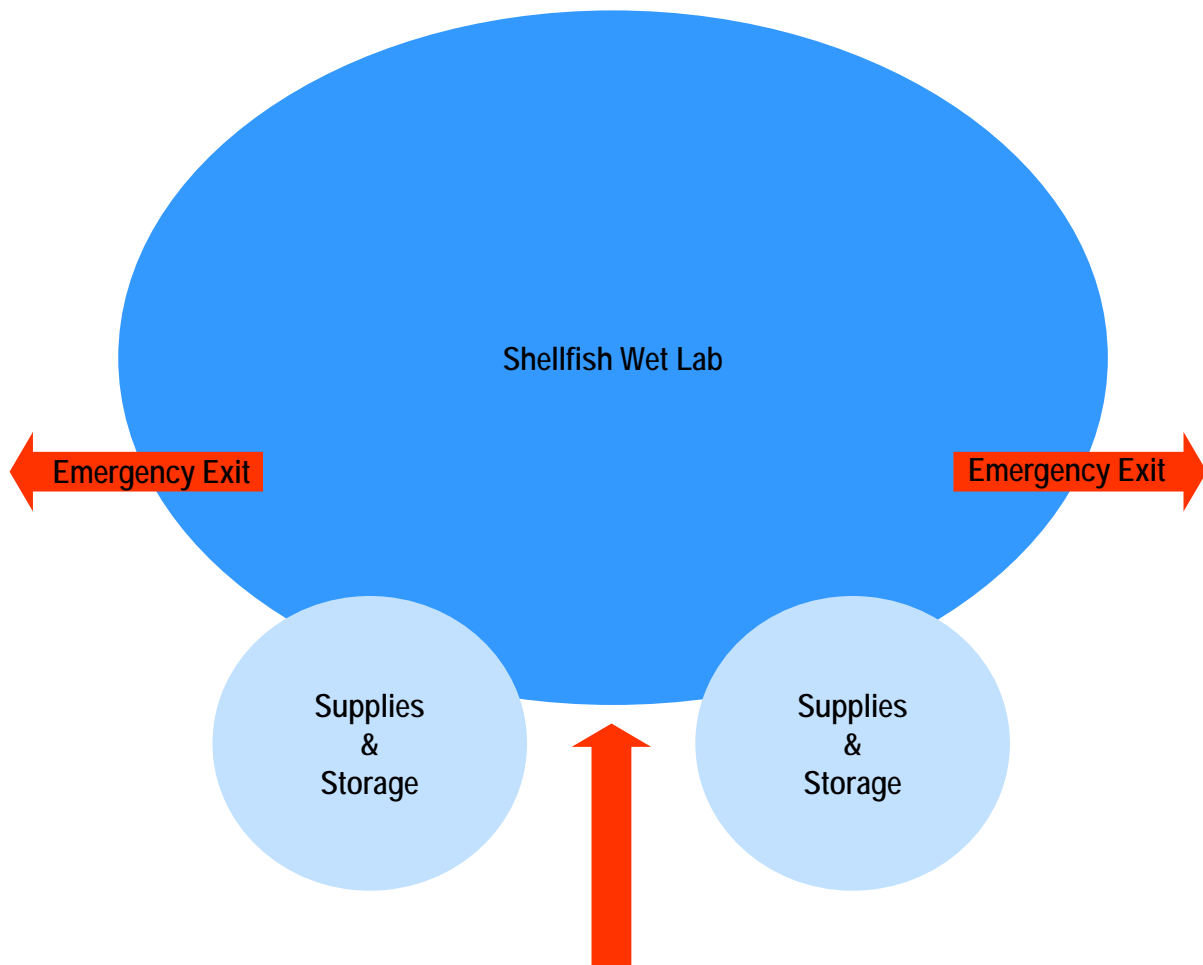 Shellfish Wet Lab
Emergency Exit
Emergency Exit
Supplies
&
Storage
Supplies
&
Storage